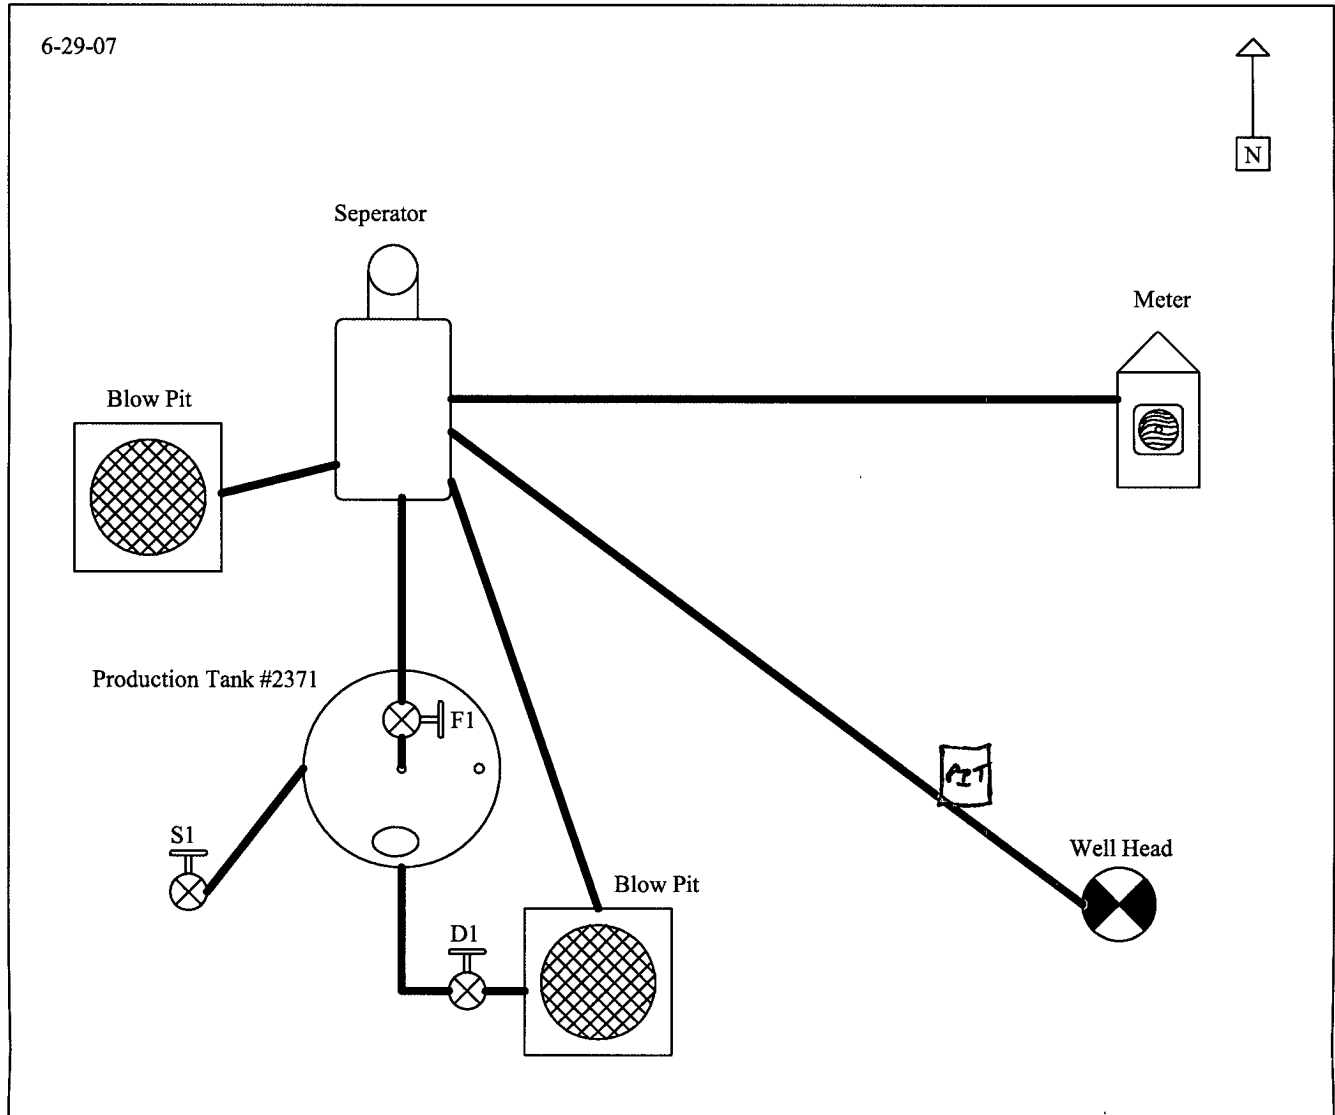 6-29-07
N
Seperator
Meter
Blow Pit
Production Tank #2371
F1
PIT
S1
Well Head
Blow Pit
D1